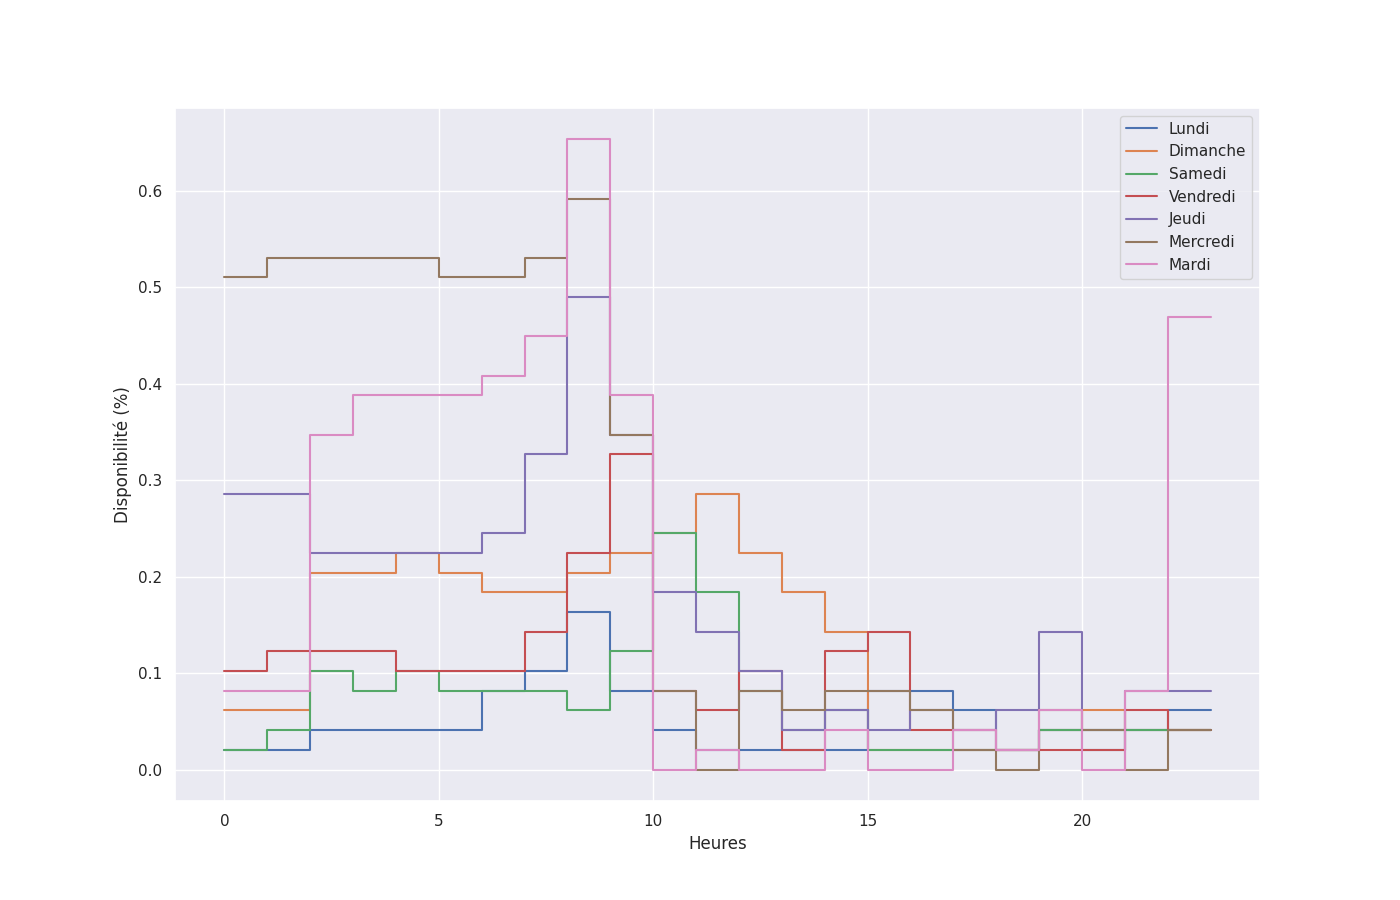 Lundi
Dimanche
Samedi
Vendredi
Jeudi
Mercredi
Mardi
0.6
0.5
0.4
0.3
0.2
0.1
0.0
Disponibilité (%)
0 5 10 15 20
Heures